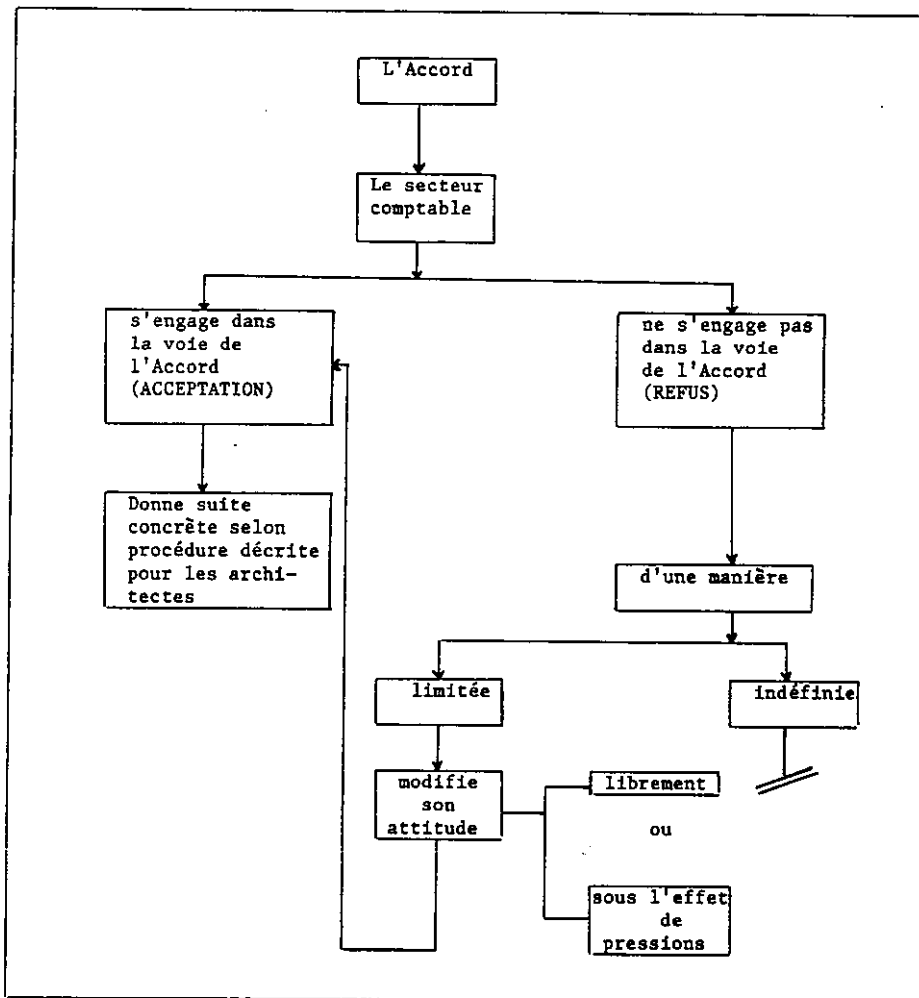 L'Accord
Le secteur
comptable
s'engage dans
la voie de
l'Accord
(ACCEPTATION)
ne s'engage pas
dans la voie
de l'Accord
(REFUS)
Donne suite
concrète selon
procédure décrite
pour les archi-
tectes
d'une manière
limitée
indéfinie
modifie
son
attitude
librement
ou
sous l'effet
de
pressions